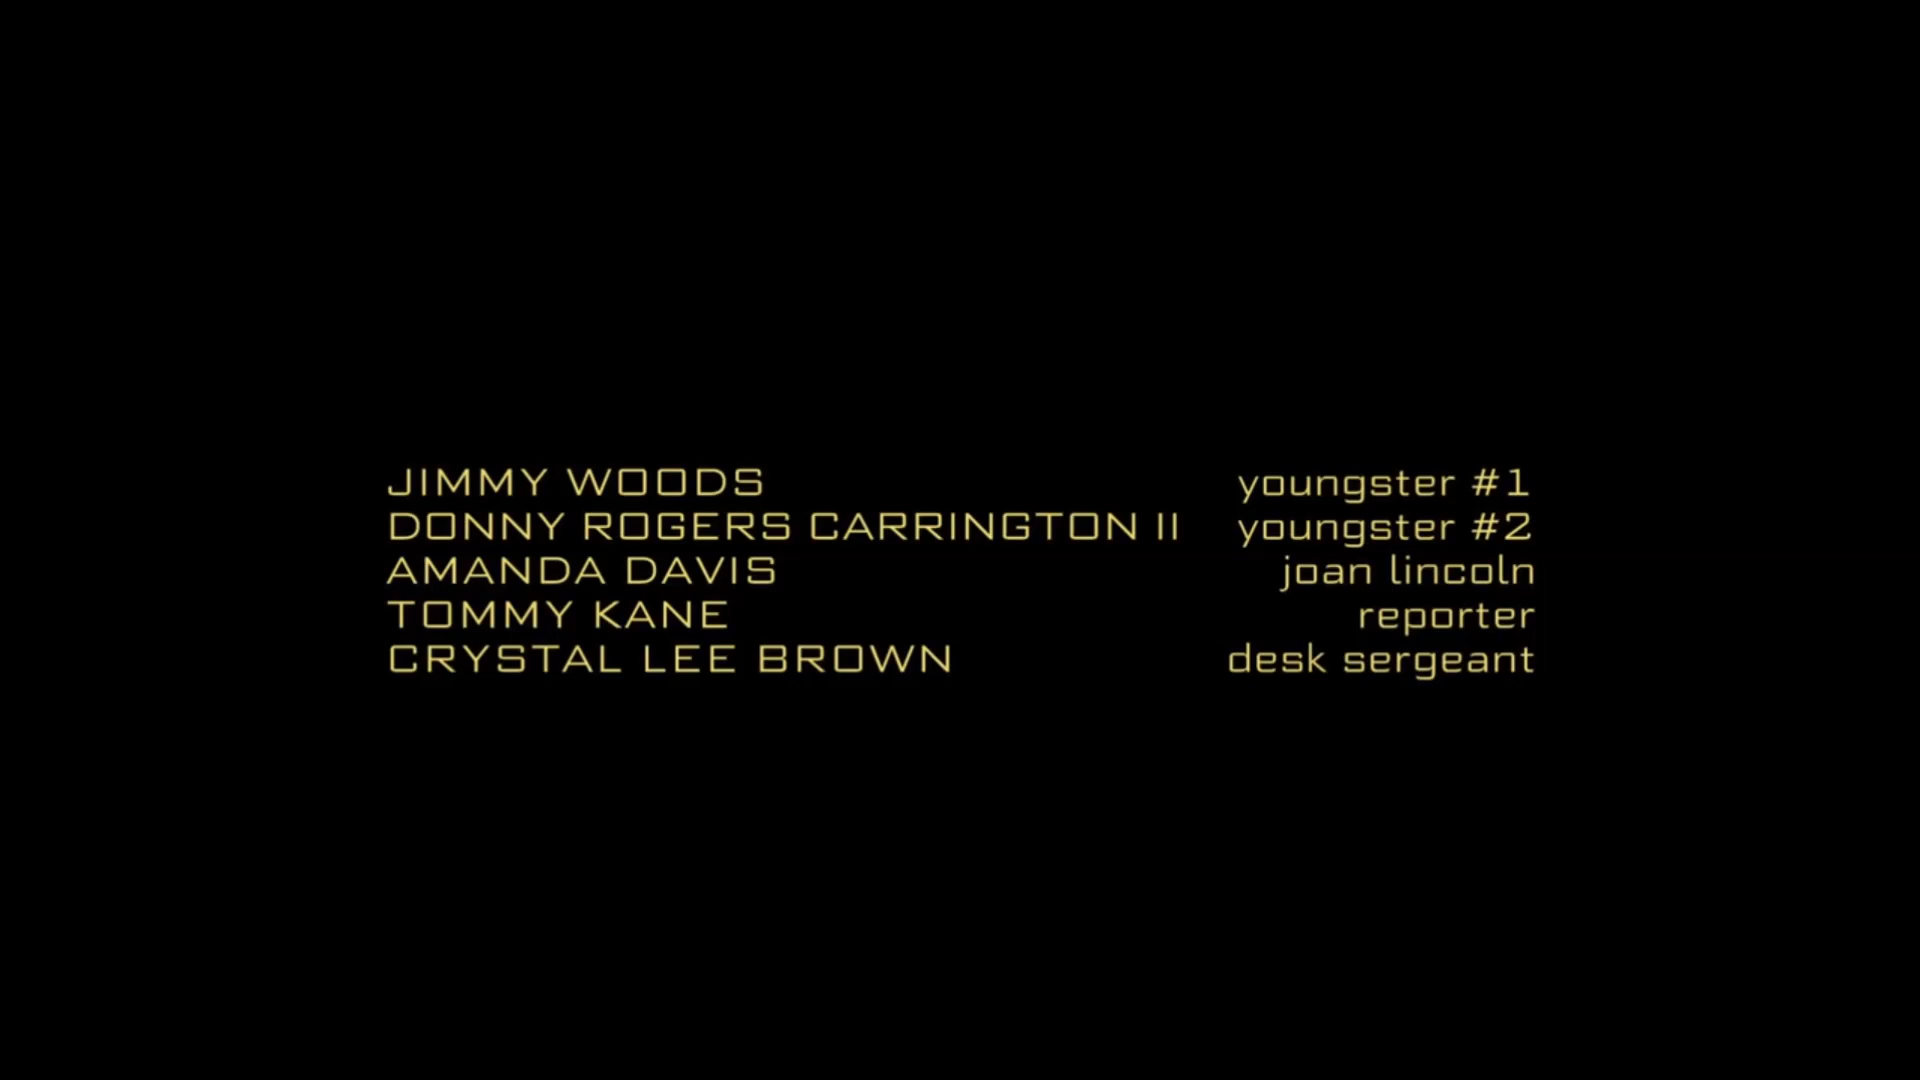 JIMMY WOODS youngster #1
DONNY ROGERS CARRINGTON II youngster #2
AMANDA DAVIS joan lincoln
TOMMY KANE reporter
CRYSTAL LEE BROWN desk sergeant